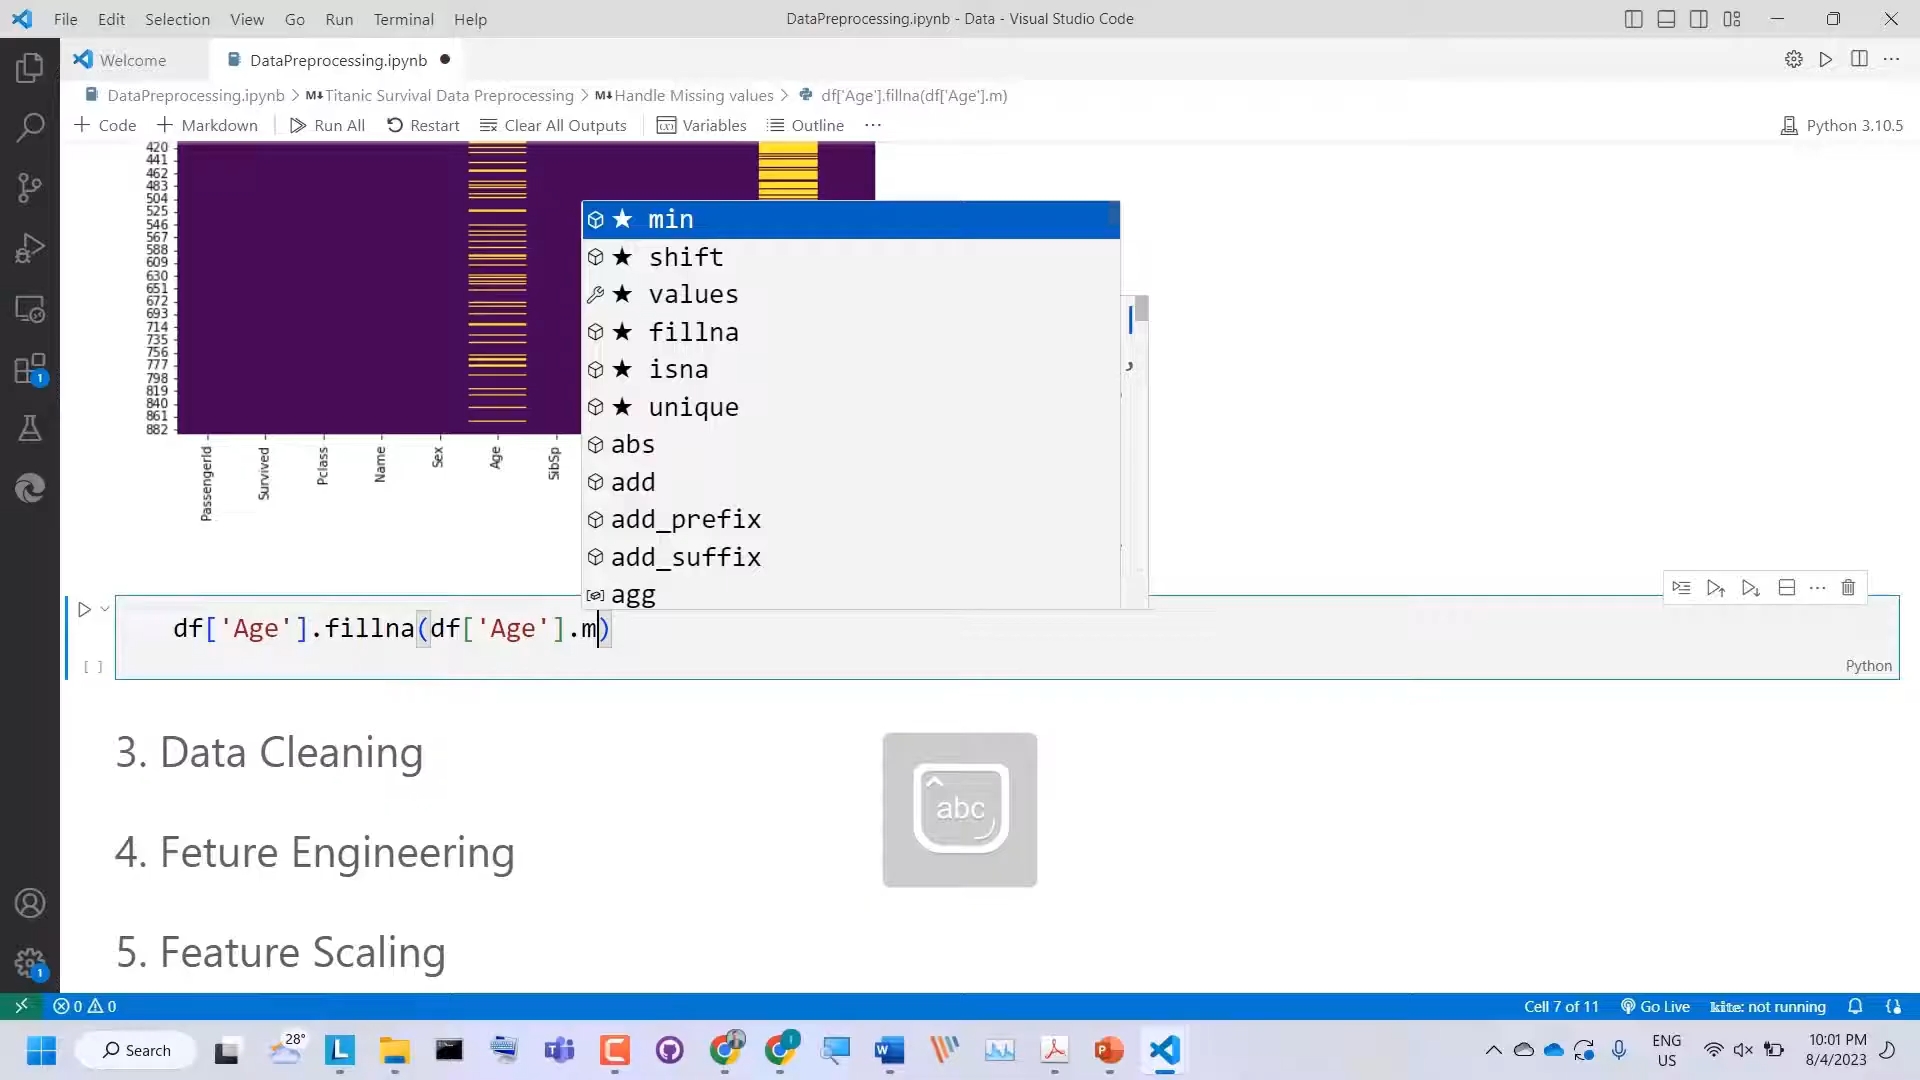 File Edit Selection View Go Run Terminal Help DataPreprocessing.ipynb - Data - Visual Studio Code
Welcome DataPreprocessing.ipynb
DataPreprocessing.ipynb > M↓Titanic Survival Data Preprocessing > M↓Handle Missing values > df['Age'].fillna(df['Age'].m)
+ Code + Markdown Run All Restart Clear All Outputs Variables Outline ... Python 3.10.5
420
441
462
483
504
525
546
567
588
609
630
651
672
693
714
735
756
777
798
819
840
861
882
PassengerId
Survived
Pclass
Name
Sex
Age
SibSp
★ min
★ shift
★ values
★ fillna
★ isna
★ unique
abs
add
add_prefix
add_suffix
agg
df['Age'].fillna(df['Age'].m)
[ ]
Python
3. Data Cleaning
abc
4. Feture Engineering
5. Feature Scaling
1
1
0 0 Cell 7 of 11 Go Live kite: not running
Search 28° ENG US 10:01 PM 8/4/2023